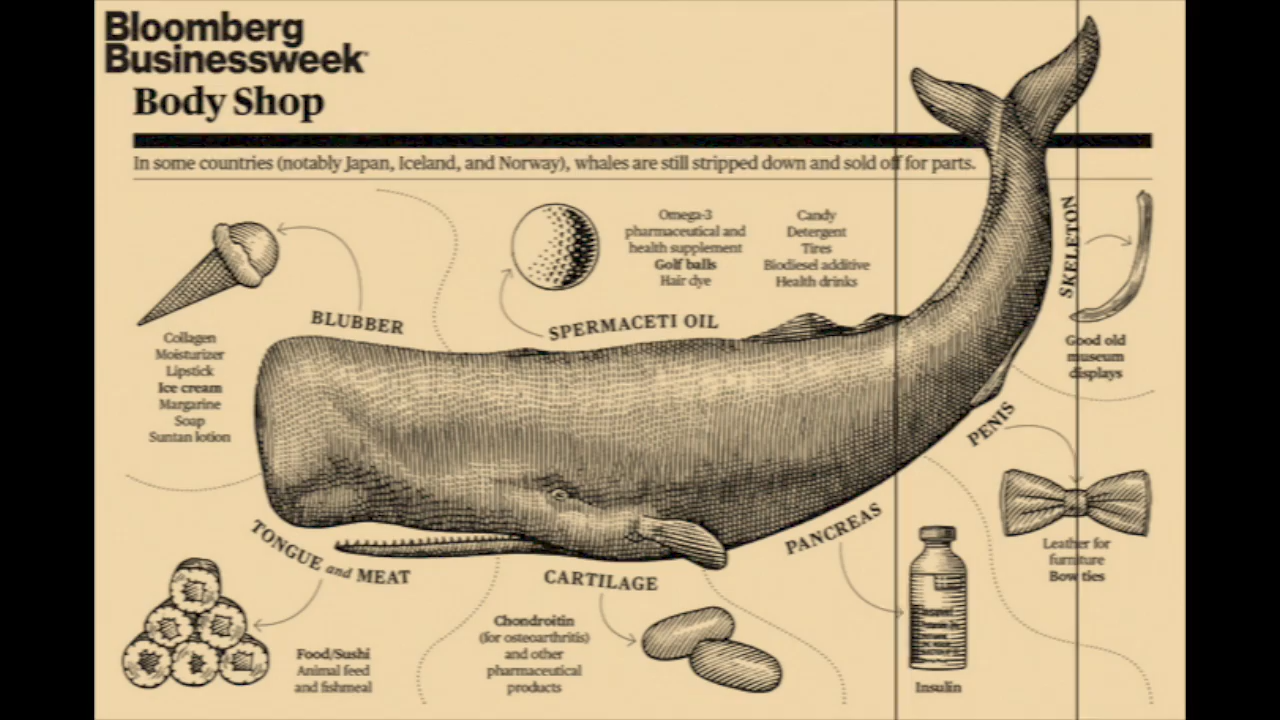 Bloomberg
Businessweek
Body Shop
In some countries (notably Japan, Iceland, and Norway), whales are still stripped down and sold off for parts.
BLUBBER
Collagen
Moisturizer
Lipstick
Ice cream
Margarine
Soap
Suntan lotion
SPERMACETI OIL
Omega-3
pharmaceutical and
health supplement
Golf balls
Hair dye
Candy
Detergent
Tires
Biodiesel additive
Health drinks
SKELETON
Good old
museum
displays
PENIS
Leather for
furniture
Bow ties
PANCREAS
Insulin
CARTILAGE
Chondroitin
(for osteoarthritis)
and other
pharmaceutical
products
TONGUE and MEAT
Food/Sushi
Animal feed
and fishmeal